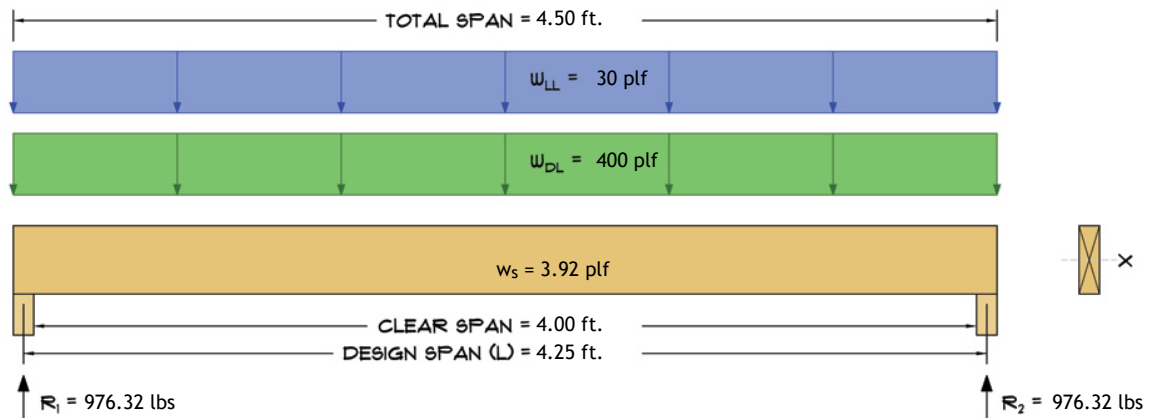 TOTAL SPAN = 4.50 ft.
wLL = 30 plf
wDL = 400 plf
ws = 3.92 plf
X
CLEAR SPAN = 4.00 ft.
DESIGN SPAN (L) = 4.25 ft.
R1 = 976.32 lbs
R2 = 976.32 lbs